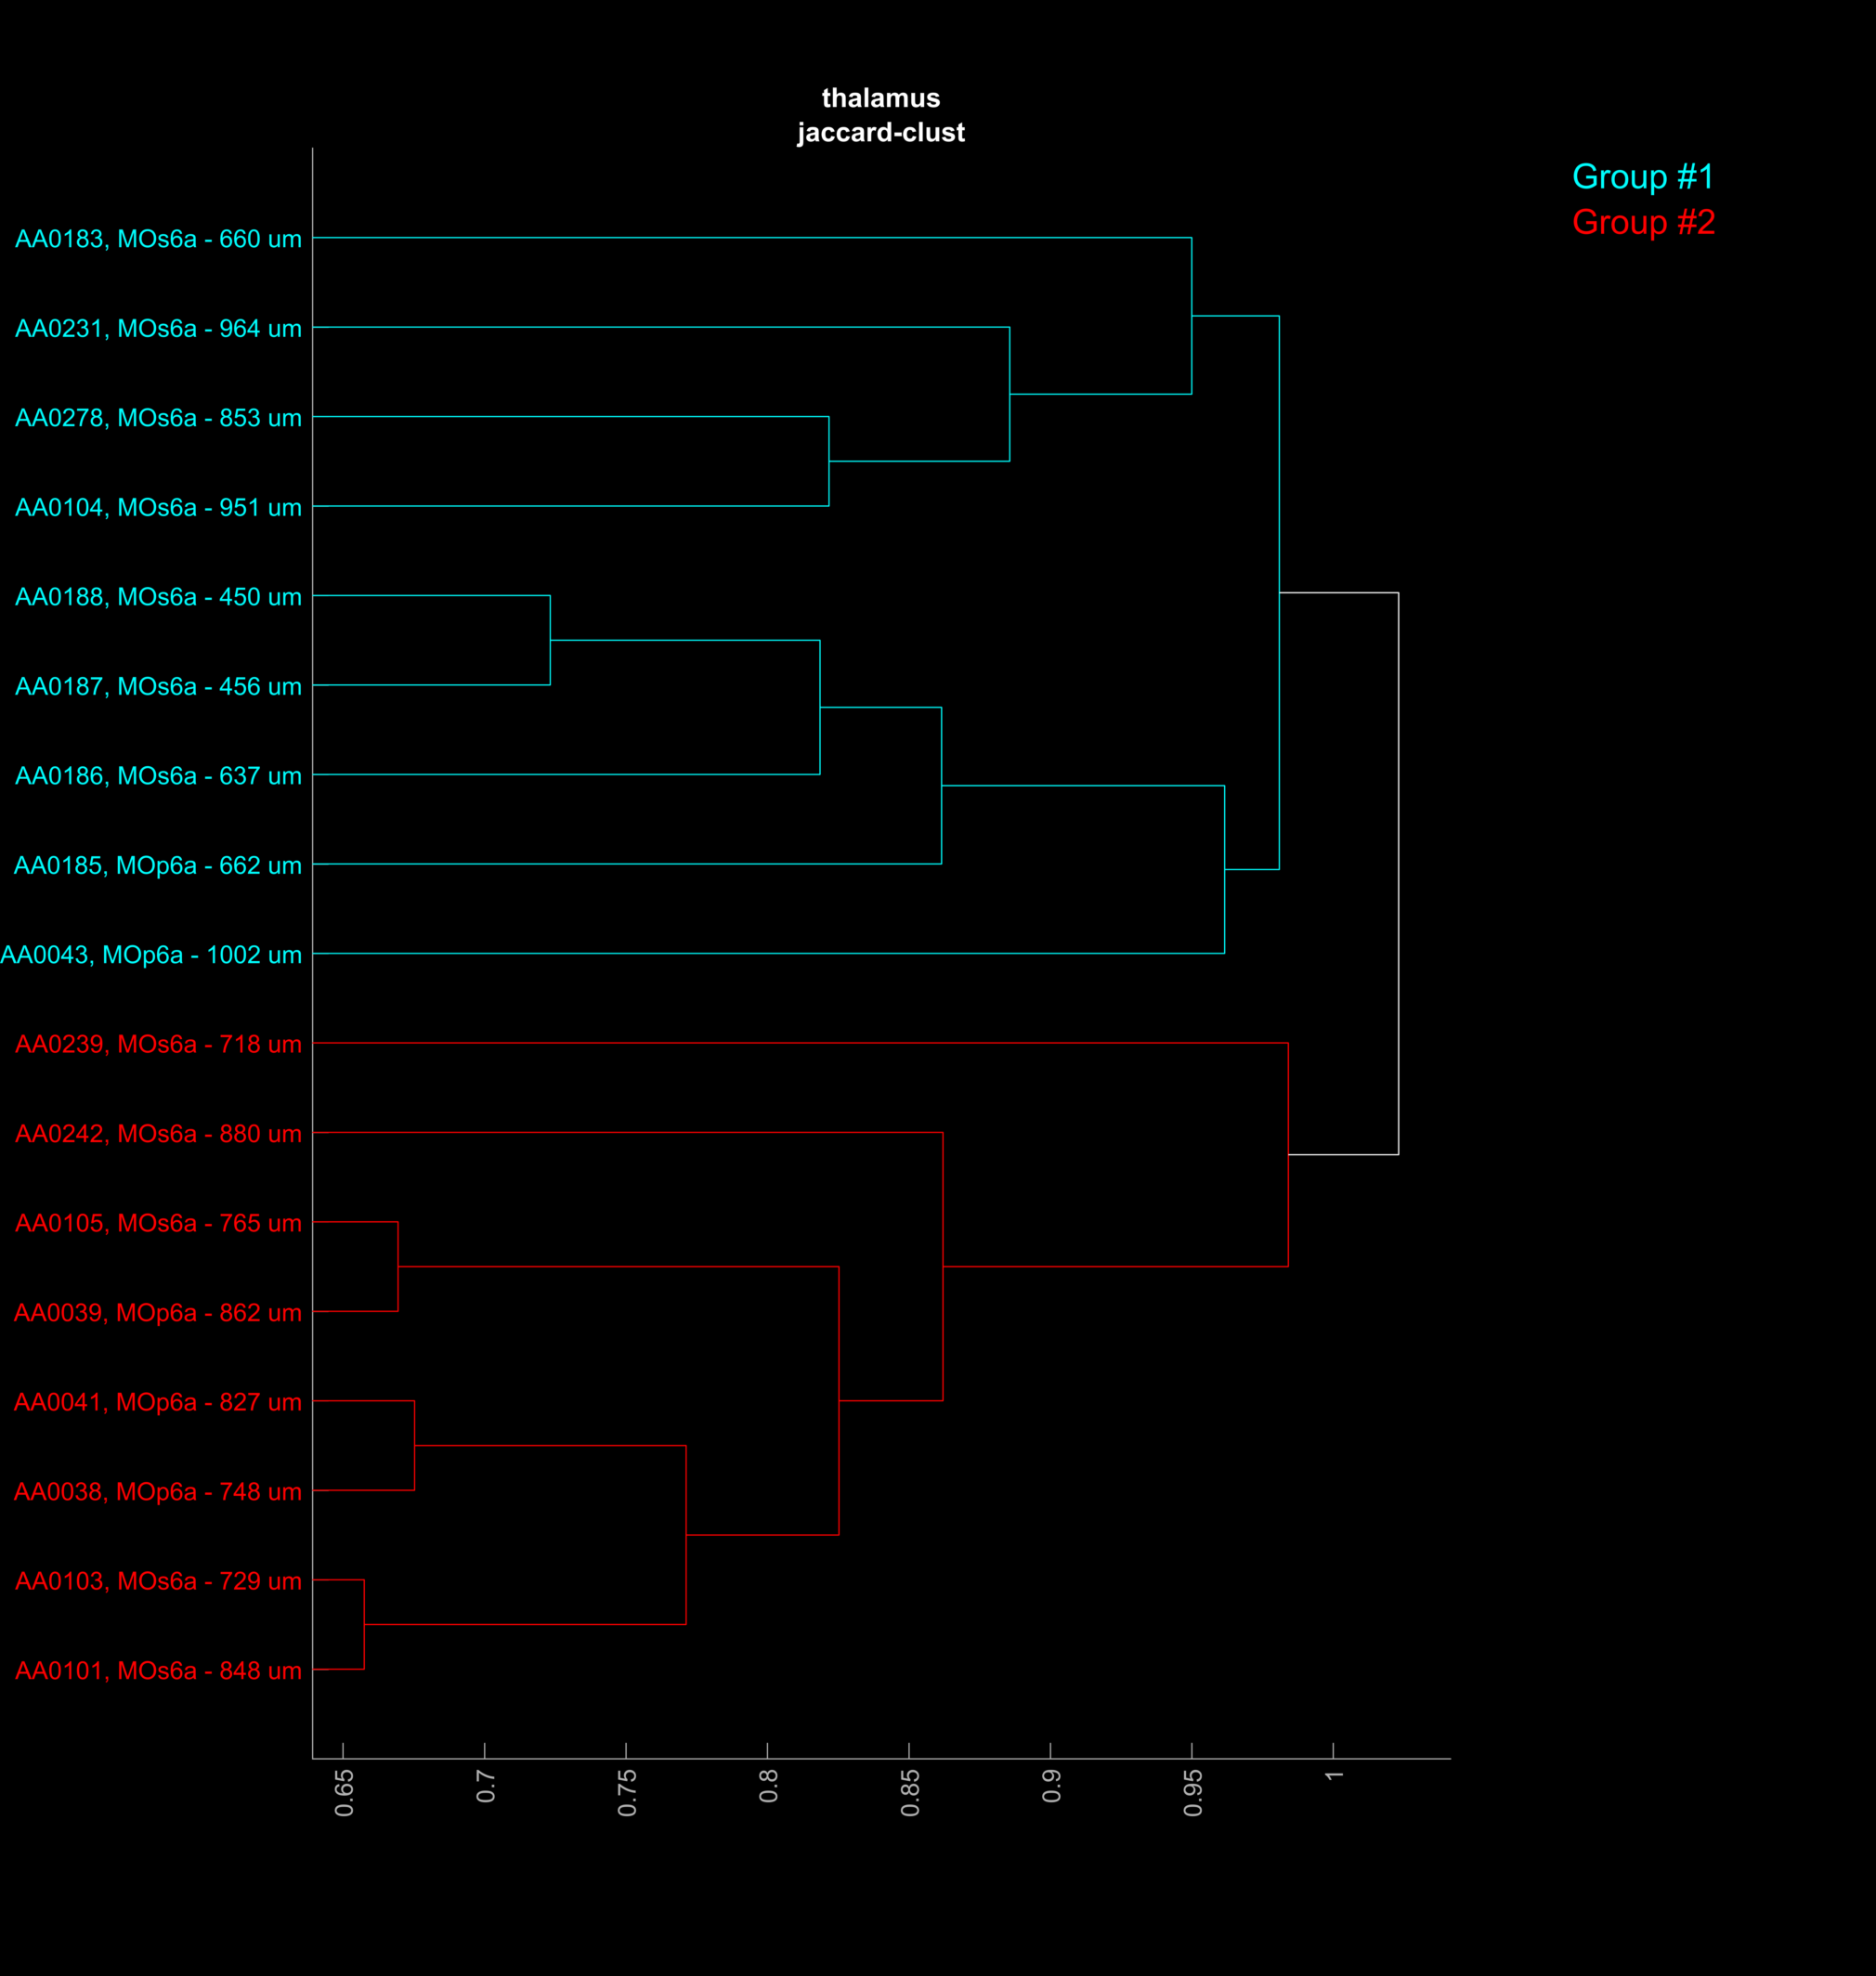 thalamus
jaccard-clust
Group #1
Group #2
AA0183, MOs6a - 660 um
AA0231, MOs6a - 964 um
AA0278, MOs6a - 853 um
AA0104, MOs6a - 951 um
AA0188, MOs6a - 450 um
AA0187, MOs6a - 456 um
AA0186, MOs6a - 637 um
AA0185, MOp6a - 662 um
AA0043, MOp6a - 1002 um
AA0239, MOs6a - 718 um
AA0242, MOs6a - 880 um
AA0105, MOs6a - 765 um
AA0039, MOp6a - 862 um
AA0041, MOp6a - 827 um
AA0038, MOp6a - 748 um
AA0103, MOs6a - 729 um
AA0101, MOs6a - 848 um
0.65
0.7
0.75
0.8
0.85
0.9
0.95
1